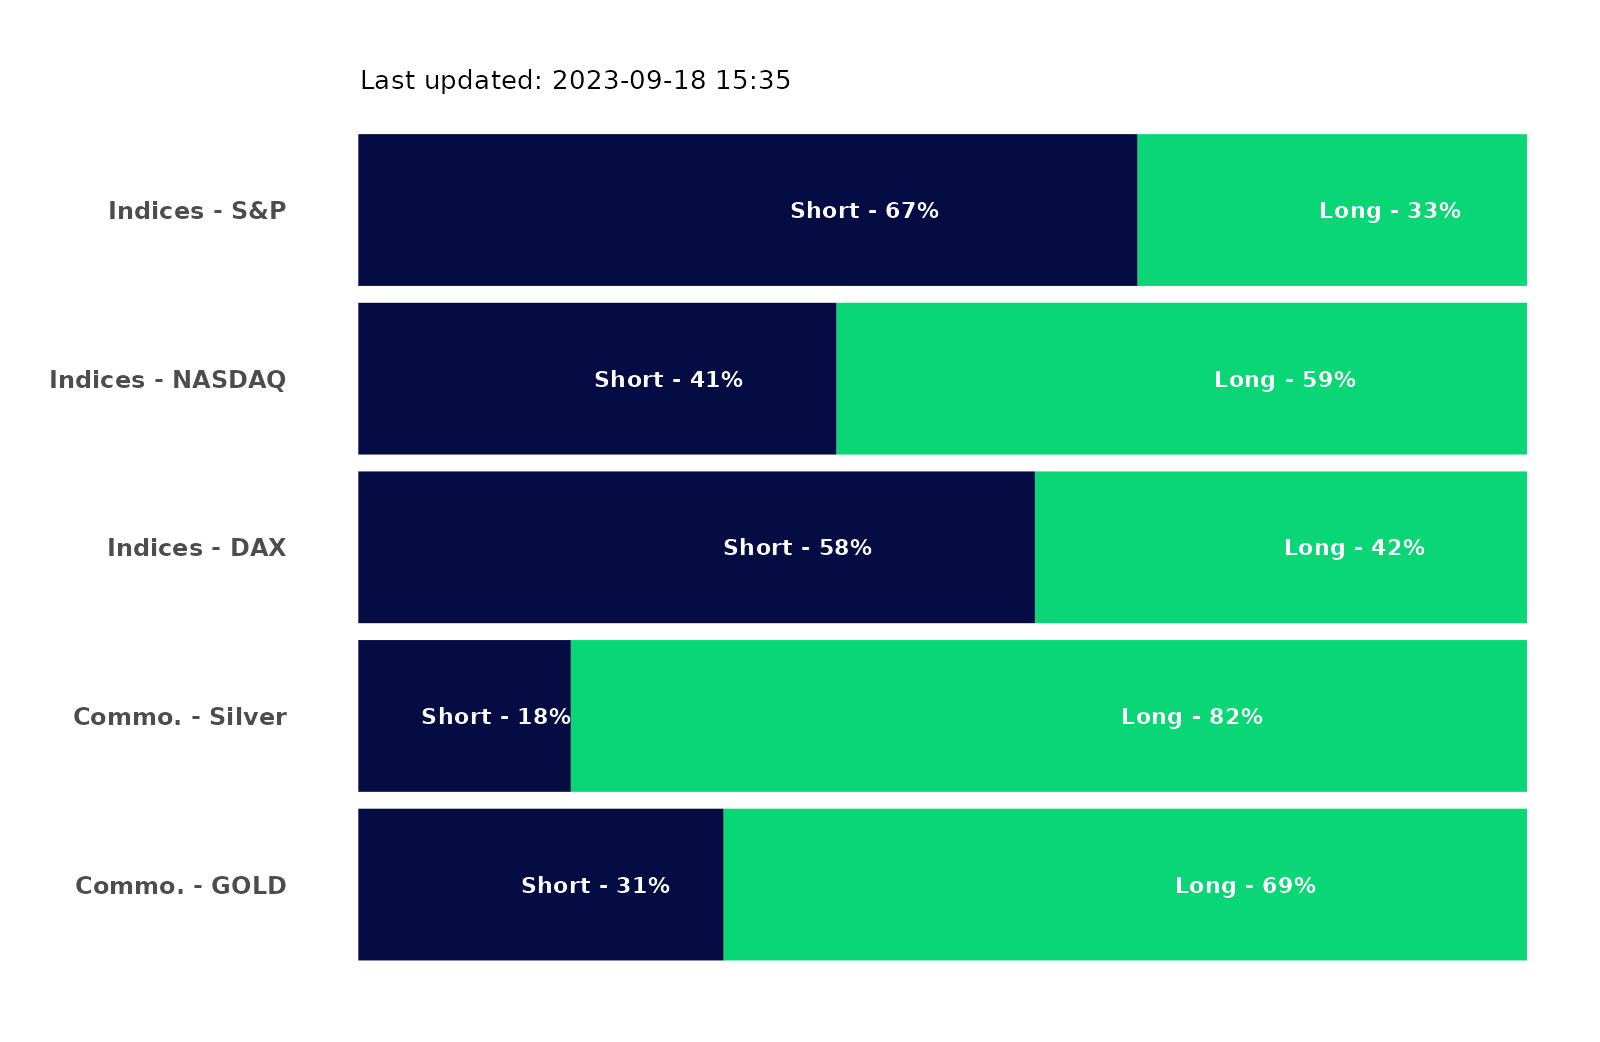 Last updated: 2023-09-18 15:35
Indices - S&P Short - 67% Long - 33%
Indices - NASDAQ Short - 41% Long - 59%
Indices - DAX Short - 58% Long - 42%
Commo. - Silver Short - 18% Long - 82%
Commo. - GOLD Short - 31% Long - 69%